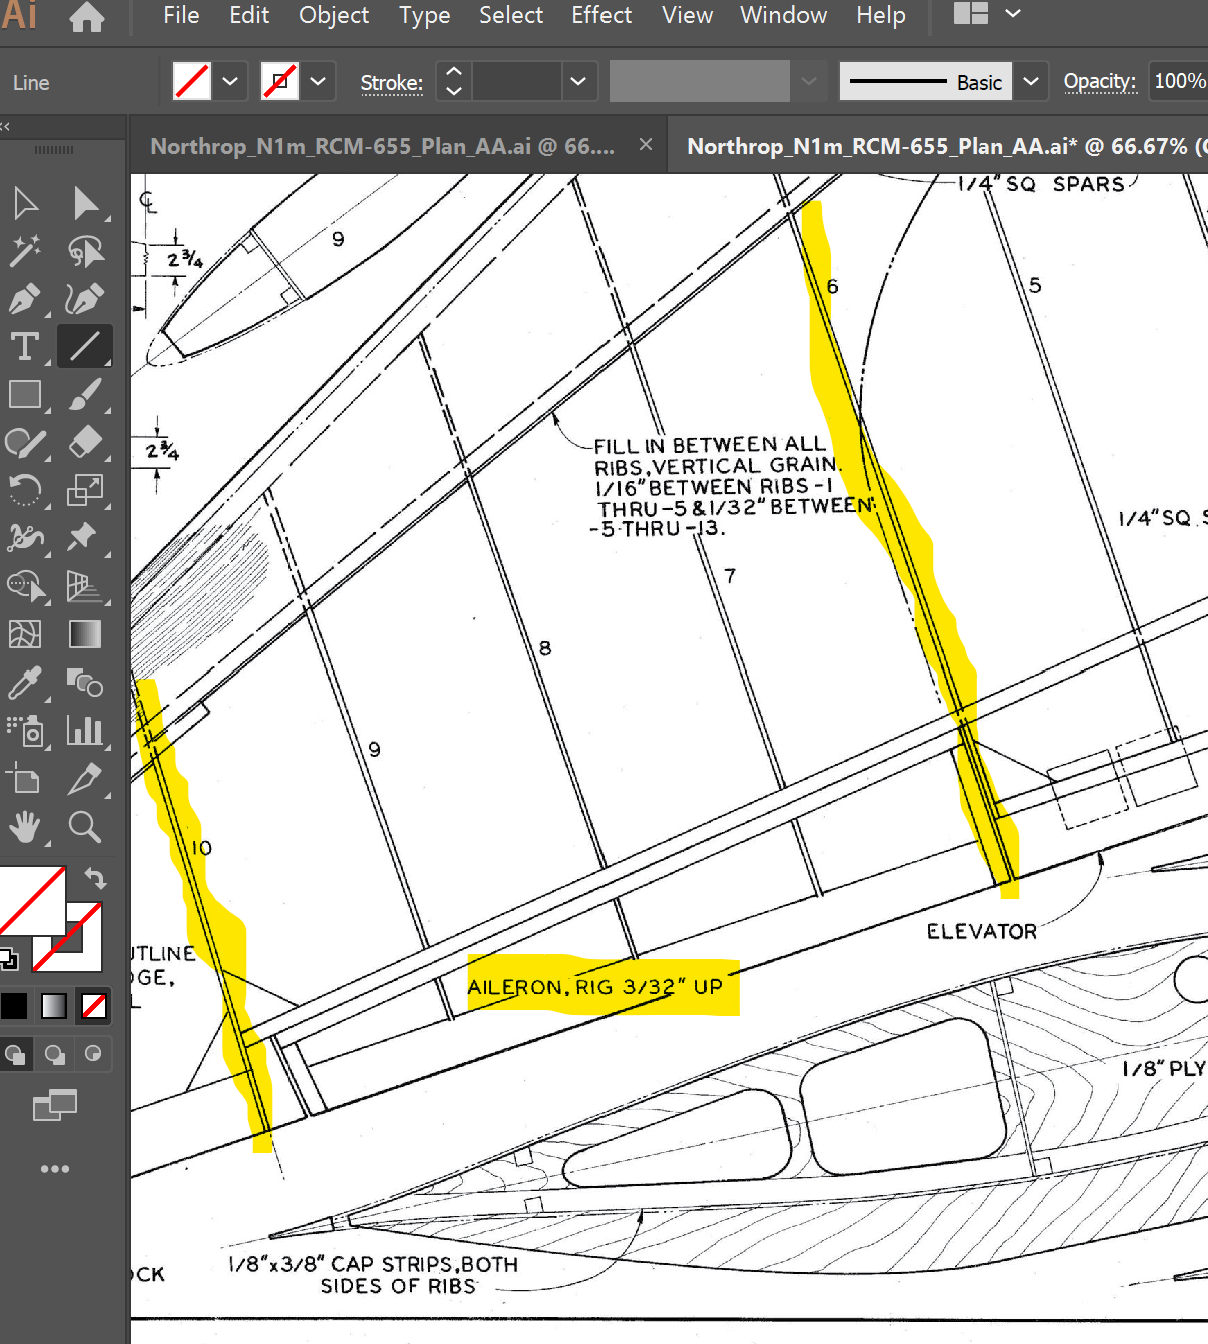 Ai
File Edit Object Type Select Effect View Window Help
Line
Stroke:
Basic
Opacity:
100%
Northrop_N1m_RCM-655_Plan_AA.ai @ 66....
Northrop_N1m_RCM-655_Plan_AA.ai* @ 66.67% (
1/4" SQ SPARS
9
2 3/4
6
5
2 3/4
FILL IN BETWEEN ALL
RIBS, VERTICAL GRAIN.
1/16" BETWEEN RIBS -1
THRU -5 & 1/32" BETWEEN
-5 THRU -13.
1/4" SQ.
7
8
9
10
ELEVATOR
AILERON, RIG 3/32" UP
1/8" PLY
1/8" x 3/8" CAP STRIPS, BOTH
SIDES OF RIBS